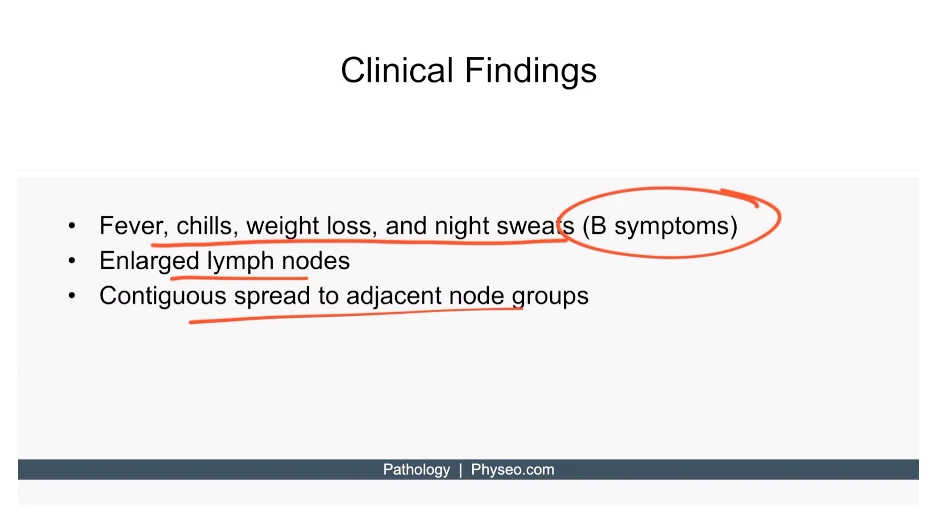 Clinical Findings
• Fever, chills, weight loss, and night sweats (B symptoms)
• Enlarged lymph nodes
• Contiguous spread to adjacent node groups
Pathology | Physeo.com